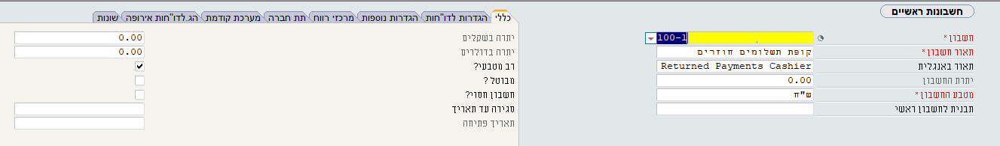 חשבונות ראשיים
חשבון * 100-1
תאור חשבון * קופת תשלומים חוזרים
תאור באנגלית Returned Payments Cashier
יתרת החשבון 0.00
מטבע החשבון * ש"ח
תבנית לחשבון ראשי
כללי הגדרות לדו"חות הגדרות נוספות מרכזי רווח תת חברה מערכת קודמת הג.לדו"חות אירופה שונות
יתרה בשקלים 0.00
יתרה בדולרים 0.00
רב מטבעי?
מבוטל ?
חשבון חסוי?
סגירה עד תאריך
תאריך פתיחה